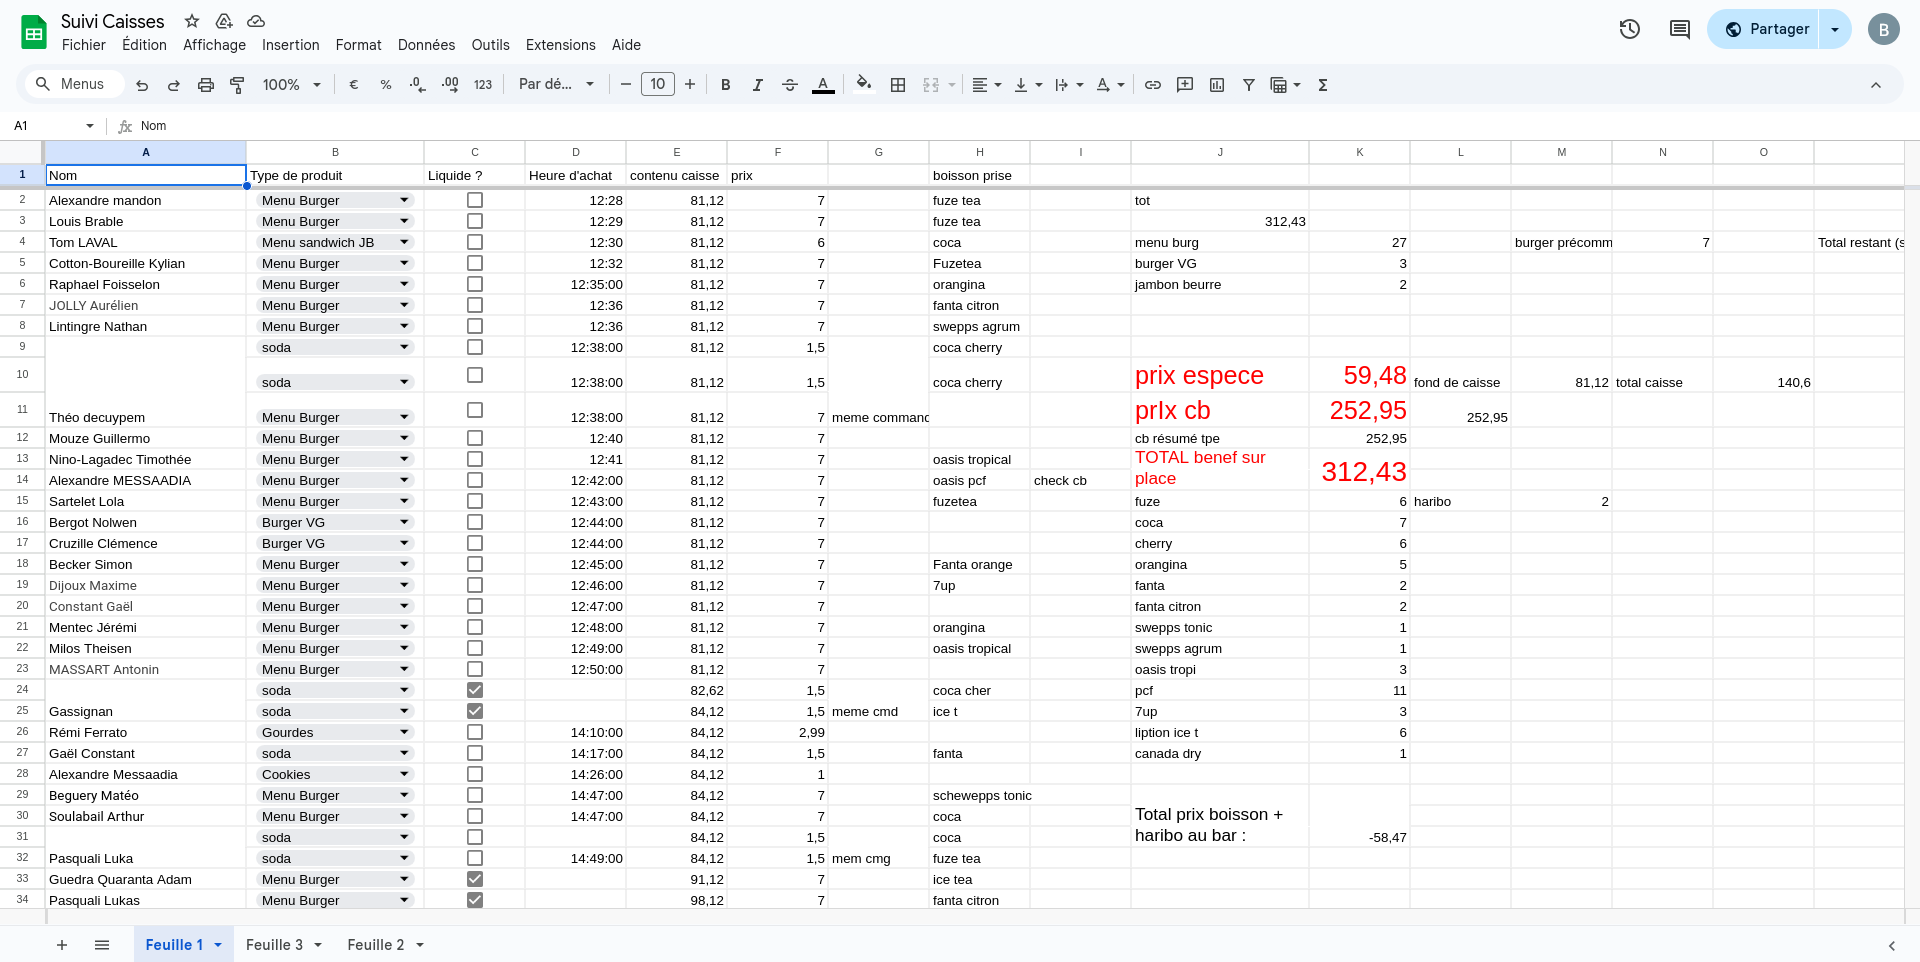 Suivi Caisses
Fichier Édition Affichage Insertion Format Données Outils Extensions Aide
Partager
B
Menus 100% € % .0 .00 123 Par dé... 10 B I A A Σ
A1 fx Nom
A B C D E F G H I J K L M N O
1 Nom Type de produit Liquide ? Heure d'achat contenu caisse prix boisson prise
2 Alexandre mandon Menu Burger 12:28 81,12 7 fuze tea tot
3 Louis Brable Menu Burger 12:29 81,12 7 fuze tea 312,43
4 Tom LAVAL Menu sandwich JB 12:30 81,12 6 coca menu burg 27 burger précomm 7 Total restant (s
5 Cotton-Boureille Kylian Menu Burger 12:32 81,12 7 Fuzetea burger VG 3
6 Raphael Foisselon Menu Burger 12:35:00 81,12 7 orangina jambon beurre 2
7 JOLLY Aurélien Menu Burger 12:36 81,12 7 fanta citron
8 Lintingre Nathan Menu Burger 12:36 81,12 7 swepps agrum
9 soda 12:38:00 81,12 1,5 coca cherry
10 soda 12:38:00 81,12 1,5 coca cherry prix espece 59,48 fond de caisse 81,12 total caisse 140,6
11 Théo decuypem Menu Burger 12:38:00 81,12 7 meme command prIx cb 252,95 252,95
12 Mouze Guillermo Menu Burger 12:40 81,12 7 cb résumé tpe 252,95
13 Nino-Lagadec Timothée Menu Burger 12:41 81,12 7 oasis tropical TOTAL benef sur
14 Alexandre MESSAADIA Menu Burger 12:42:00 81,12 7 oasis pcf check cb place 312,43
15 Sartelet Lola Menu Burger 12:43:00 81,12 7 fuzetea fuze 6 haribo 2
16 Bergot Nolwen Burger VG 12:44:00 81,12 7 coca 7
17 Cruzille Clémence Burger VG 12:44:00 81,12 7 cherry 6
18 Becker Simon Menu Burger 12:45:00 81,12 7 Fanta orange orangina 5
19 Dijoux Maxime Menu Burger 12:46:00 81,12 7 7up fanta 2
20 Constant Gaël Menu Burger 12:47:00 81,12 7 fanta citron 2
21 Mentec Jérémi Menu Burger 12:48:00 81,12 7 orangina swepps tonic 1
22 Milos Theisen Menu Burger 12:49:00 81,12 7 oasis tropical swepps agrum 1
23 MASSART Antonin Menu Burger 12:50:00 81,12 7 oasis tropi 3
24 soda 82,62 1,5 coca cher pcf 11
25 Gassignan soda 84,12 1,5 meme cmd ice t 7up 3
26 Rémi Ferrato Gourdes 14:10:00 84,12 2,99 liption ice t 6
27 Gaël Constant soda 14:17:00 84,12 1,5 fanta canada dry 1
28 Alexandre Messaadia Cookies 14:26:00 84,12 1
29 Beguery Matéo Menu Burger 14:47:00 84,12 7 schewepps tonic
30 Soulabail Arthur Menu Burger 14:47:00 84,12 7 coca Total prix boisson +
31 soda 84,12 1,5 coca haribo au bar : -58,47
32 Pasquali Luka soda 14:49:00 84,12 1,5 mem cmg fuze tea
33 Guedra Quaranta Adam Menu Burger 91,12 7 ice tea
34 Pasquali Lukas Menu Burger 98,12 7 fanta citron
Feuille 1 Feuille 3 Feuille 2